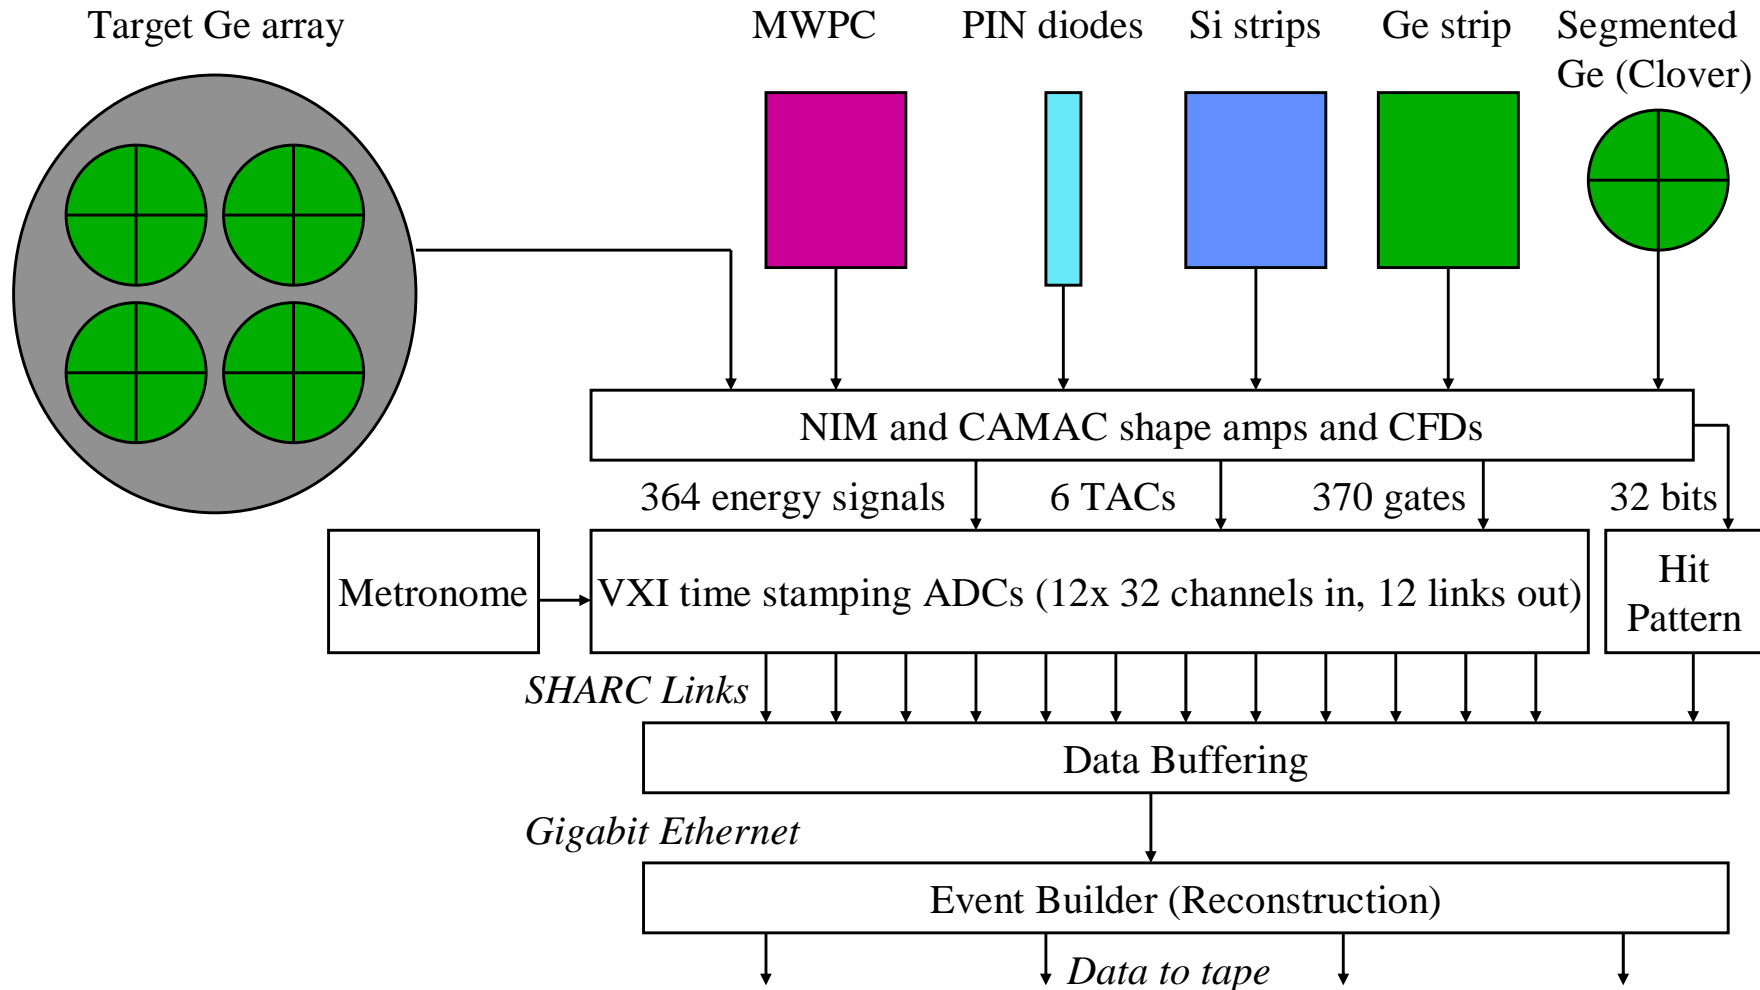 Target Ge array
MWPC
PIN diodes
Si strips
Ge strip
Segmented
Ge (Clover)
NIM and CAMAC shape amps and CFDs
364 energy signals
6 TACs
370 gates
32 bits
Metronome
VXI time stamping ADCs (12x 32 channels in, 12 links out)
Hit
Pattern
SHARC Links
Data Buffering
Gigabit Ethernet
Event Builder (Reconstruction)
Data to tape